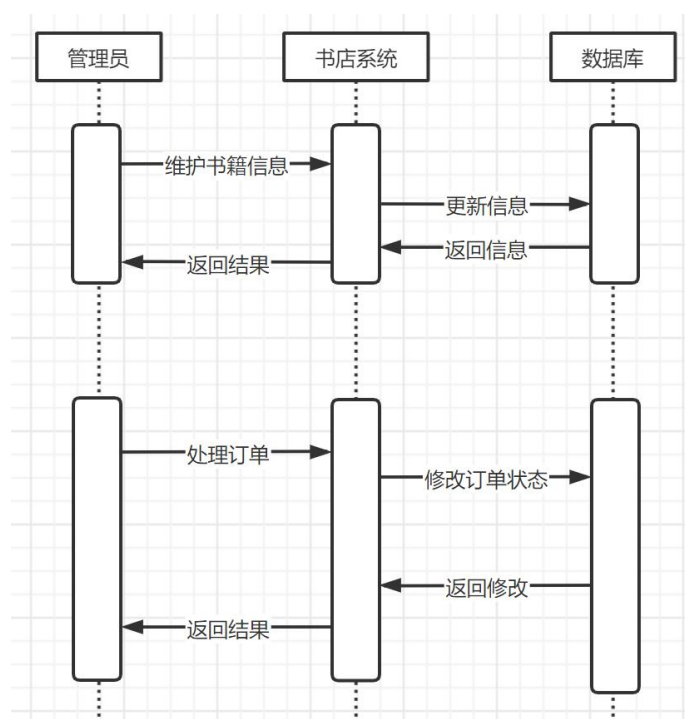 管理员
书店系统
数据库
维护书籍信息
更新信息
返回信息
返回结果
处理订单
修改订单状态
返回修改
返回结果